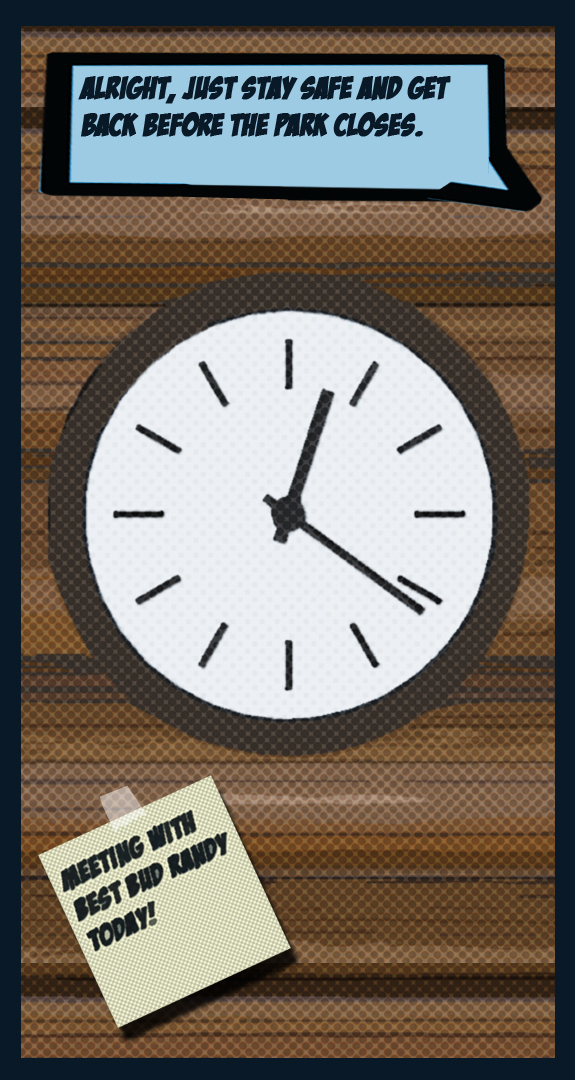 ALRIGHT, JUST STAY SAFE AND GET
BACK BEFORE THE PARK CLOSES.
MEETING WITH
BEST BUD RANDY
TODAY!